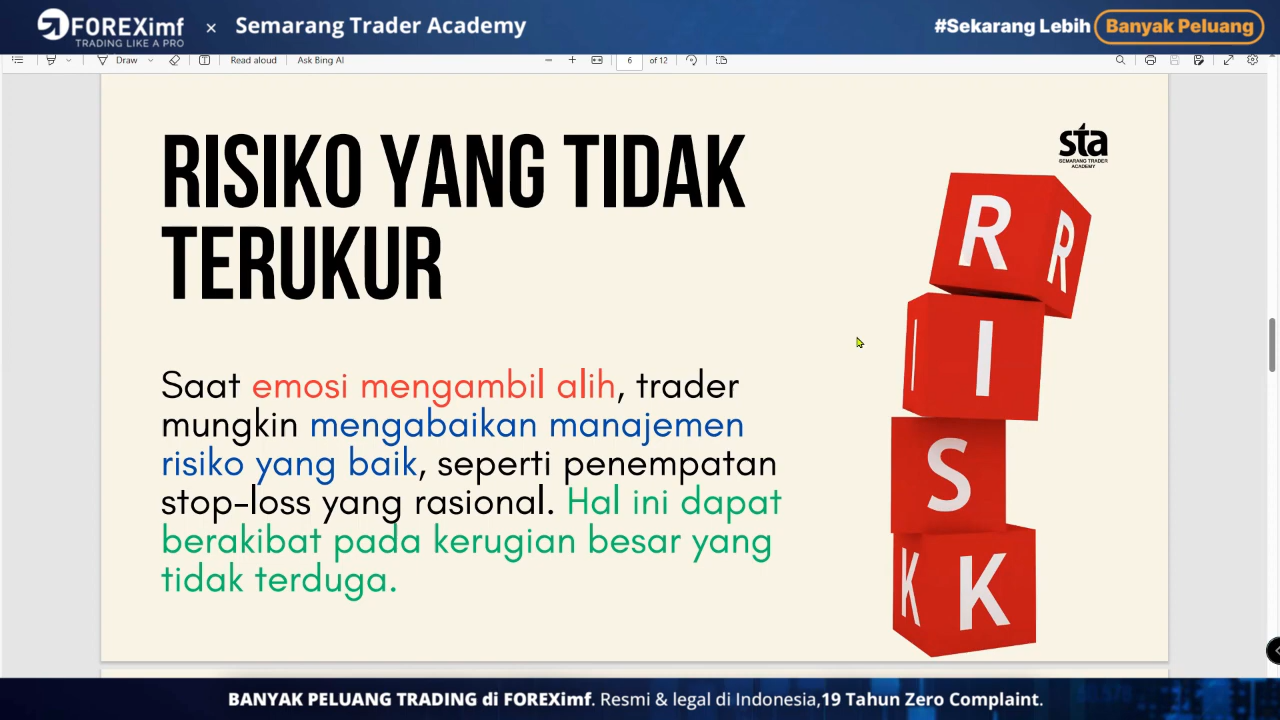 FOREXimf
TRADING LIKE A PRO
× Semarang Trader Academy
#Sekarang Lebih Banyak Peluang
Draw
Read aloud
Ask Bing AI
6 of 12
RISIKO YANG TIDAK
TERUKUR
sta
SEMARANG TRADER
ACADEMY
R R
I I
S
K K
Saat emosi mengambil alih, trader
mungkin mengabaikan manajemen
risiko yang baik, seperti penempatan
stop-loss yang rasional. Hal ini dapat
berakibat pada kerugian besar yang
tidak terduga.
BANYAK PELUANG TRADING di FOREXimf. Resmi & legal di Indonesia,19 Tahun Zero Complaint.